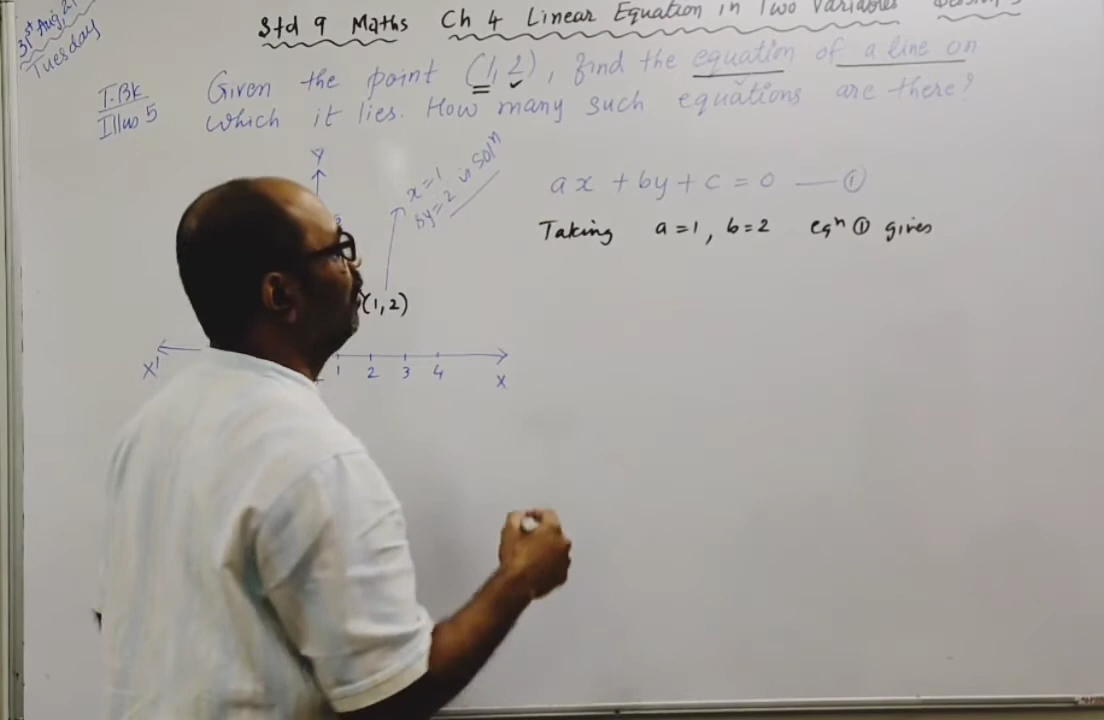 31st Aug, 21
Tuesday
Std 9 Maths Ch 4 Linear Equation in Two Variables
T.Bk
Illus 5
Given the point (1, 2), find the equation of a line on
which it lies. How many such equations are there?
Y
x = 1
&y = 2 is Solⁿ
(1, 2)
X'
1 2 3 4
X
ax + by + c = 0 — ①
Taking a = 1, b = 2 eqⁿ ① gives